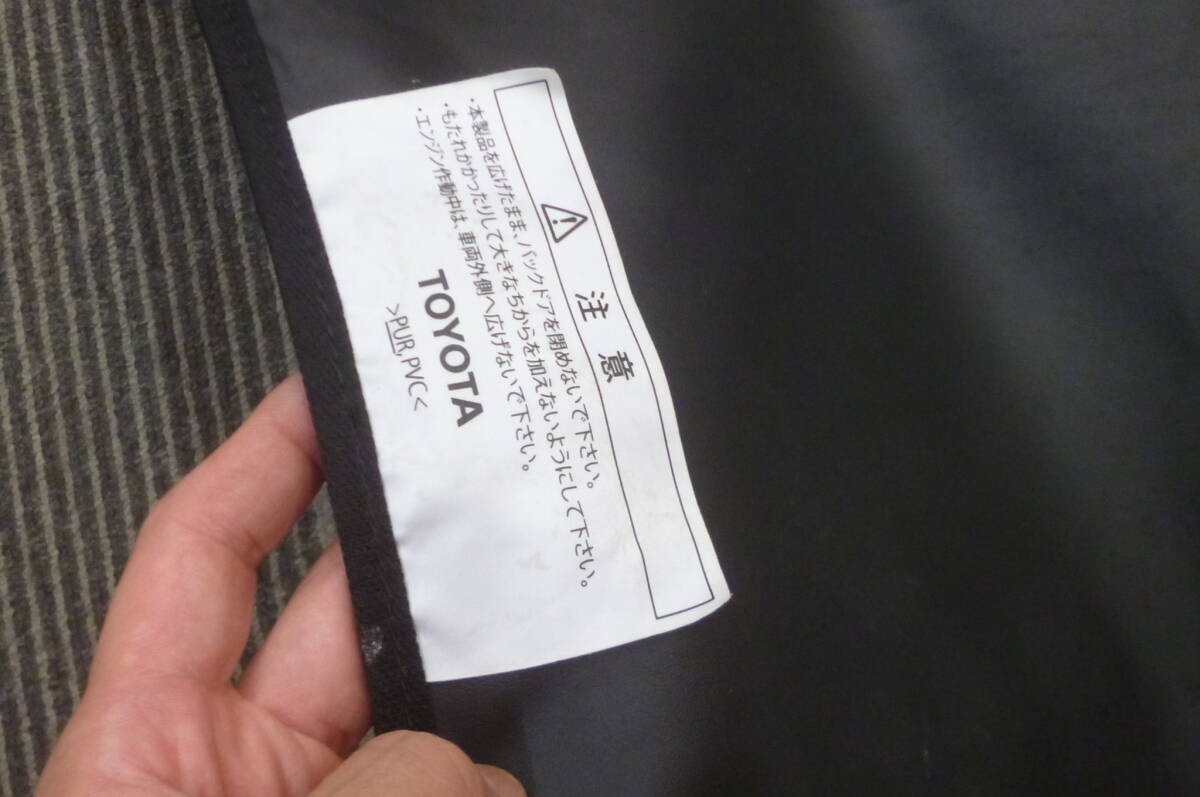 注意
・本製品を広げたまま、バックドアを閉めないで下さい。
・もたれかかったりして大きなちからを加えないようにして下さい。
・エンジン作動中は、車両外側へ広げないで下さい。
TOYOTA
>PUR,PVC<